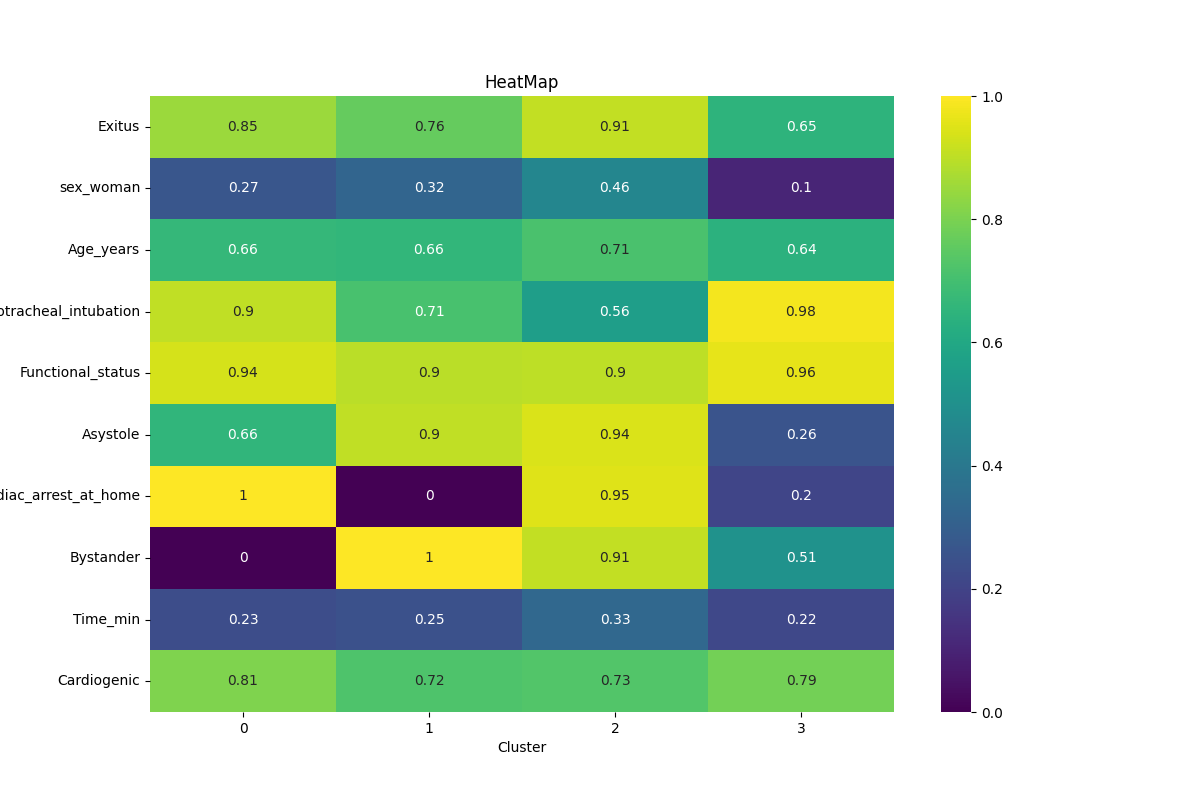 HeatMap
Exitus 0.85 0.76 0.91 0.65
sex_woman 0.27 0.32 0.46 0.1
Age_years 0.66 0.66 0.71 0.64
otracheal_intubation 0.9 0.71 0.56 0.98
Functional_status 0.94 0.9 0.9 0.96
Asystole 0.66 0.9 0.94 0.26
diac_arrest_at_home 1 0 0.95 0.2
Bystander 0 1 0.91 0.51
Time_min 0.23 0.25 0.33 0.22
Cardiogenic 0.81 0.72 0.73 0.79
0 1 2 3
Cluster
1.0
0.8
0.6
0.4
0.2
0.0